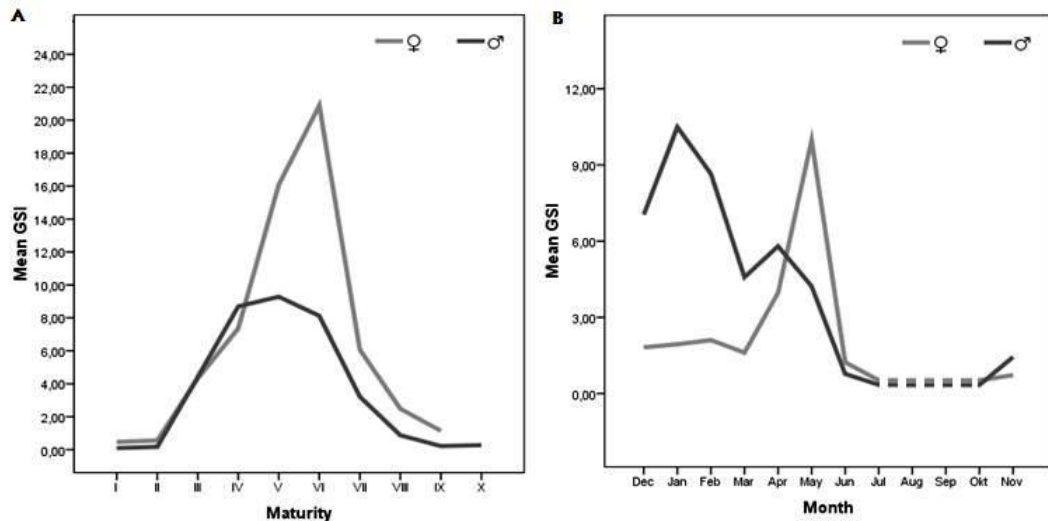 A
♀ ♂
24,00
22,00
20,00
18,00
16,00
14,00
12,00
10,00
8,00
6,00
4,00
2,00
0,00
Mean GSI
I II III IV V VI VII VIII IX X
Maturity
B
♀ ♂
12,00
9,00
6,00
3,00
0,00
Mean GSI
Dec Jan Feb Mar Apr May Jun Jul Aug Sep Okt Nov
Month